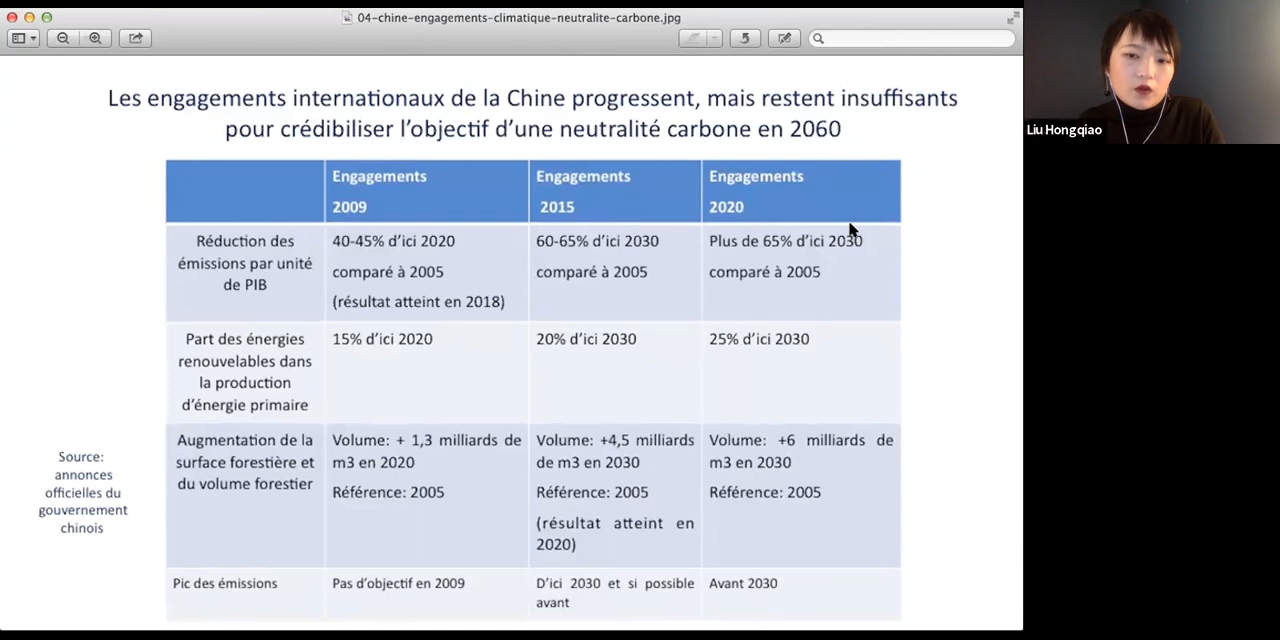 04-chine-engagements-climatique-neutralite-carbone.jpg
Les engagements internationaux de la Chine progressent, mais restent insuffisants
pour crédibiliser l'objectif d'une neutralité carbone en 2060
Engagements
2009
Engagements
2015
Engagements
2020
Réduction des
émissions par unité
de PIB
40-45% d'ici 2020
comparé à 2005
(résultat atteint en 2018)
60-65% d'ici 2030
comparé à 2005
Plus de 65% d'ici 2030
comparé à 2005
Part des énergies
renouvelables dans
la production
d'énergie primaire
15% d'ici 2020
20% d'ici 2030
25% d'ici 2030
Augmentation de la
surface forestière et
du volume forestier
Volume: + 1,3 milliards de
m3 en 2020
Référence: 2005
Volume: +4,5 milliards
de m3 en 2030
Référence: 2005
(résultat atteint en
2020)
Volume: +6 milliards de
m3 en 2030
Référence: 2005
Pic des émissions
Pas d'objectif en 2009
D'ici 2030 et si possible
avant
Avant 2030
Source:
annonces
officielles du
gouvernement
chinois
Liu Hongqiao